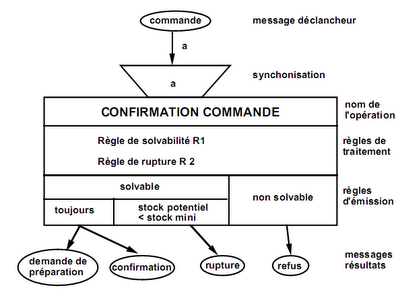 commande
message déclancheur
a
a
synchonisation
CONFIRMATION COMMANDE
nom de
l'opération
Règle de solvabilité R1
Règle de rupture R 2
règles de
traitement
solvable
non solvable
toujours
stock potentiel
< stock mini
règles
d'émission
demande de
préparation
confirmation
rupture
refus
messages
résultats